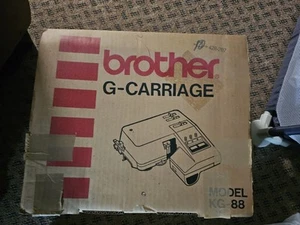 brother
G-CARRIAGE
MODEL
KG-88